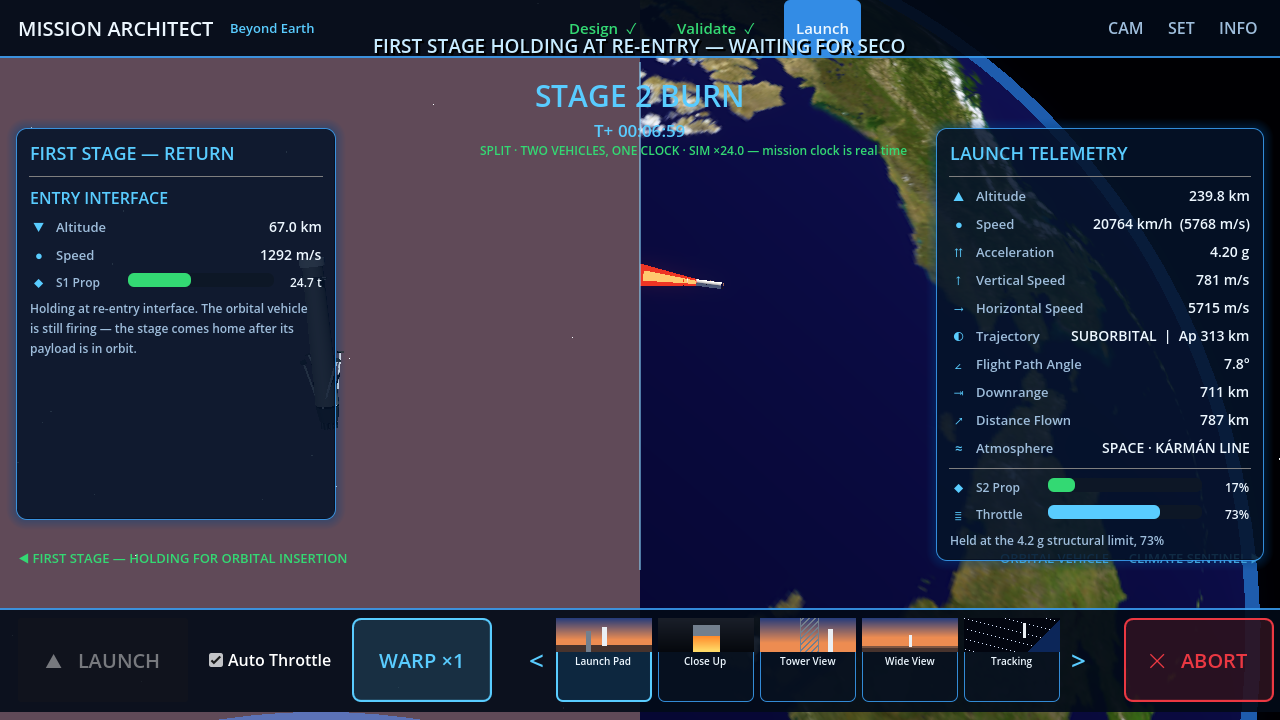 MISSION ARCHITECT
Beyond Earth
Design ✓
Validate ✓
Launch
CAM
SET
INFO
FIRST STAGE HOLDING AT RE-ENTRY — WAITING FOR SECO
STAGE 2 BURN
T+ 00:06:59
SPLIT · TWO VEHICLES, ONE CLOCK · SIM ×24.0 — mission clock is real time
FIRST STAGE — RETURN
ENTRY INTERFACE
Altitude 67.0 km
Speed 1292 m/s
S1 Prop 24.7 t
Holding at re-entry interface. The orbital vehicle
is still firing — the stage comes home after its
payload is in orbit.
◀ FIRST STAGE — HOLDING FOR ORBITAL INSERTION
LAUNCH TELEMETRY
Altitude 239.8 km
Speed 20764 km/h (5768 m/s)
Acceleration 4.20 g
Vertical Speed 781 m/s
Horizontal Speed 5715 m/s
Trajectory SUBORBITAL | Ap 313 km
Flight Path Angle 7.8°
Downrange 711 km
Distance Flown 787 km
Atmosphere SPACE · KÁRMÁN LINE
S2 Prop 17%
Throttle 73%
Held at the 4.2 g structural limit, 73%
ORBITAL VEHICLE — CLIMATE SENTINEL ▶
▲ LAUNCH
Auto Throttle
WARP ×1
<
Launch Pad
Close Up
Tower View
Wide View
Tracking
>
× ABORT